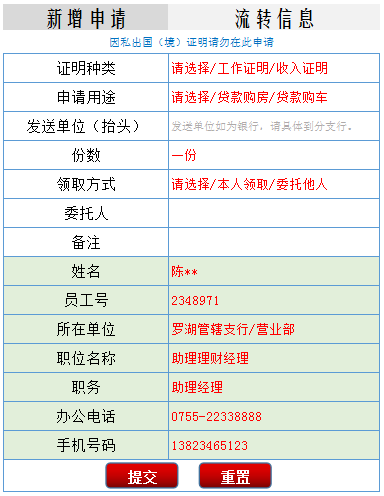 新增申请 流转信息
因私出国（境）证明请勿在此申请
证明种类 请选择/工作证明/收入证明
申请用途 请选择/贷款购房/贷款购车
发送单位（抬头） 发送单位如为银行，请具体到分支行。
份数 一份
领取方式 请选择/本人领取/委托他人
委托人
备注
姓名 陈**
员工号 2348971
所在单位 罗湖管辖支行/营业部
职位名称 助理理财经理
职务 助理经理
办公电话 0755-22338888
手机号码 13823465123
提交 重置